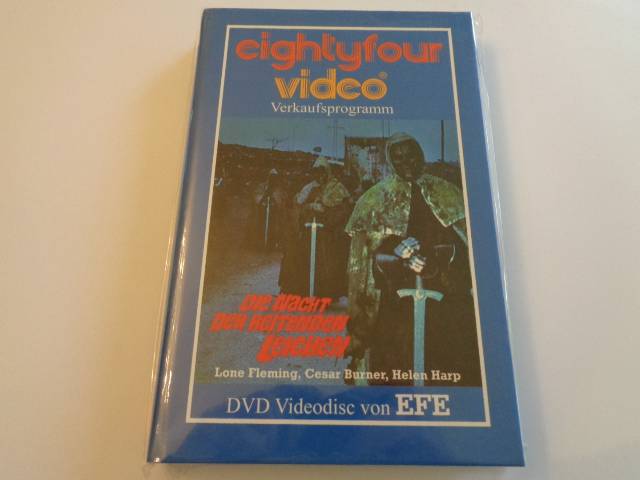 eightyfour
video®
Verkaufsprogramm
DIE NACHT
DER REITENDEN
LEICHEN
Lone Fleming, Cesar Burner, Helen Harp
DVD Videodisc von EFE